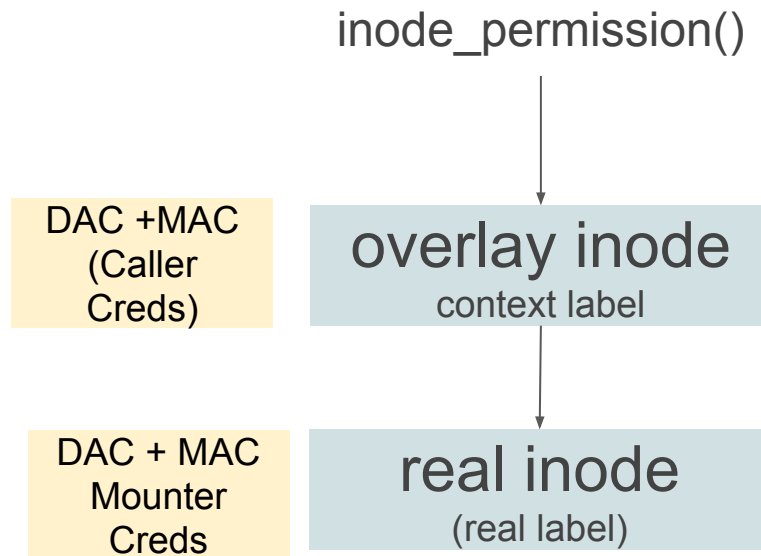 inode_permission()
DAC +MAC
(Caller
Creds)
overlay inode
context label
DAC + MAC
Mounter
Creds
real inode
(real label)